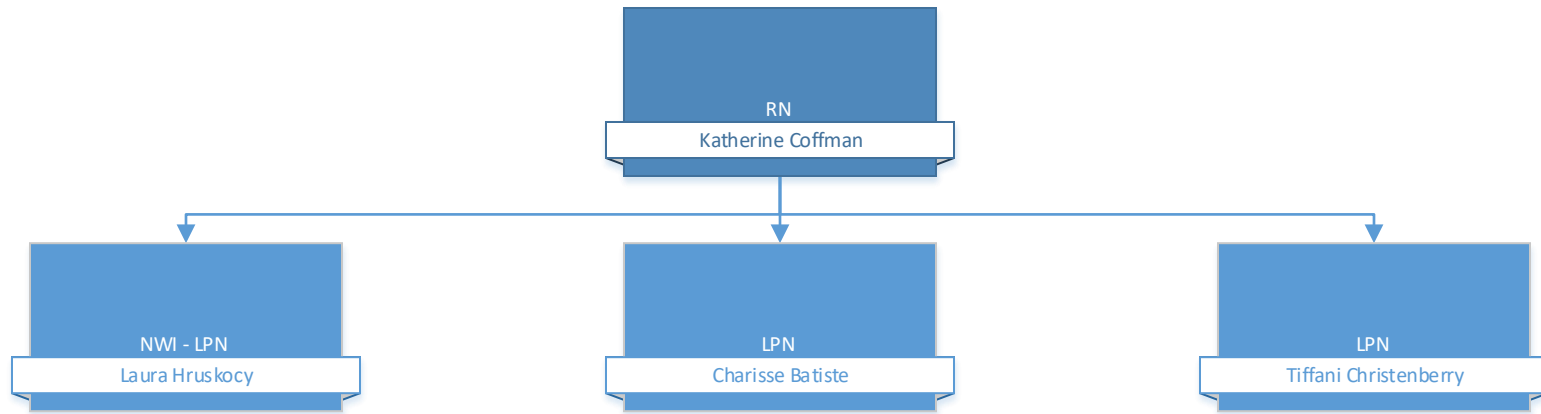 RN
Katherine Coffman
NWI - LPN
Laura Hruskocy
LPN
Charisse Batiste
LPN
Tiffani Christenberry